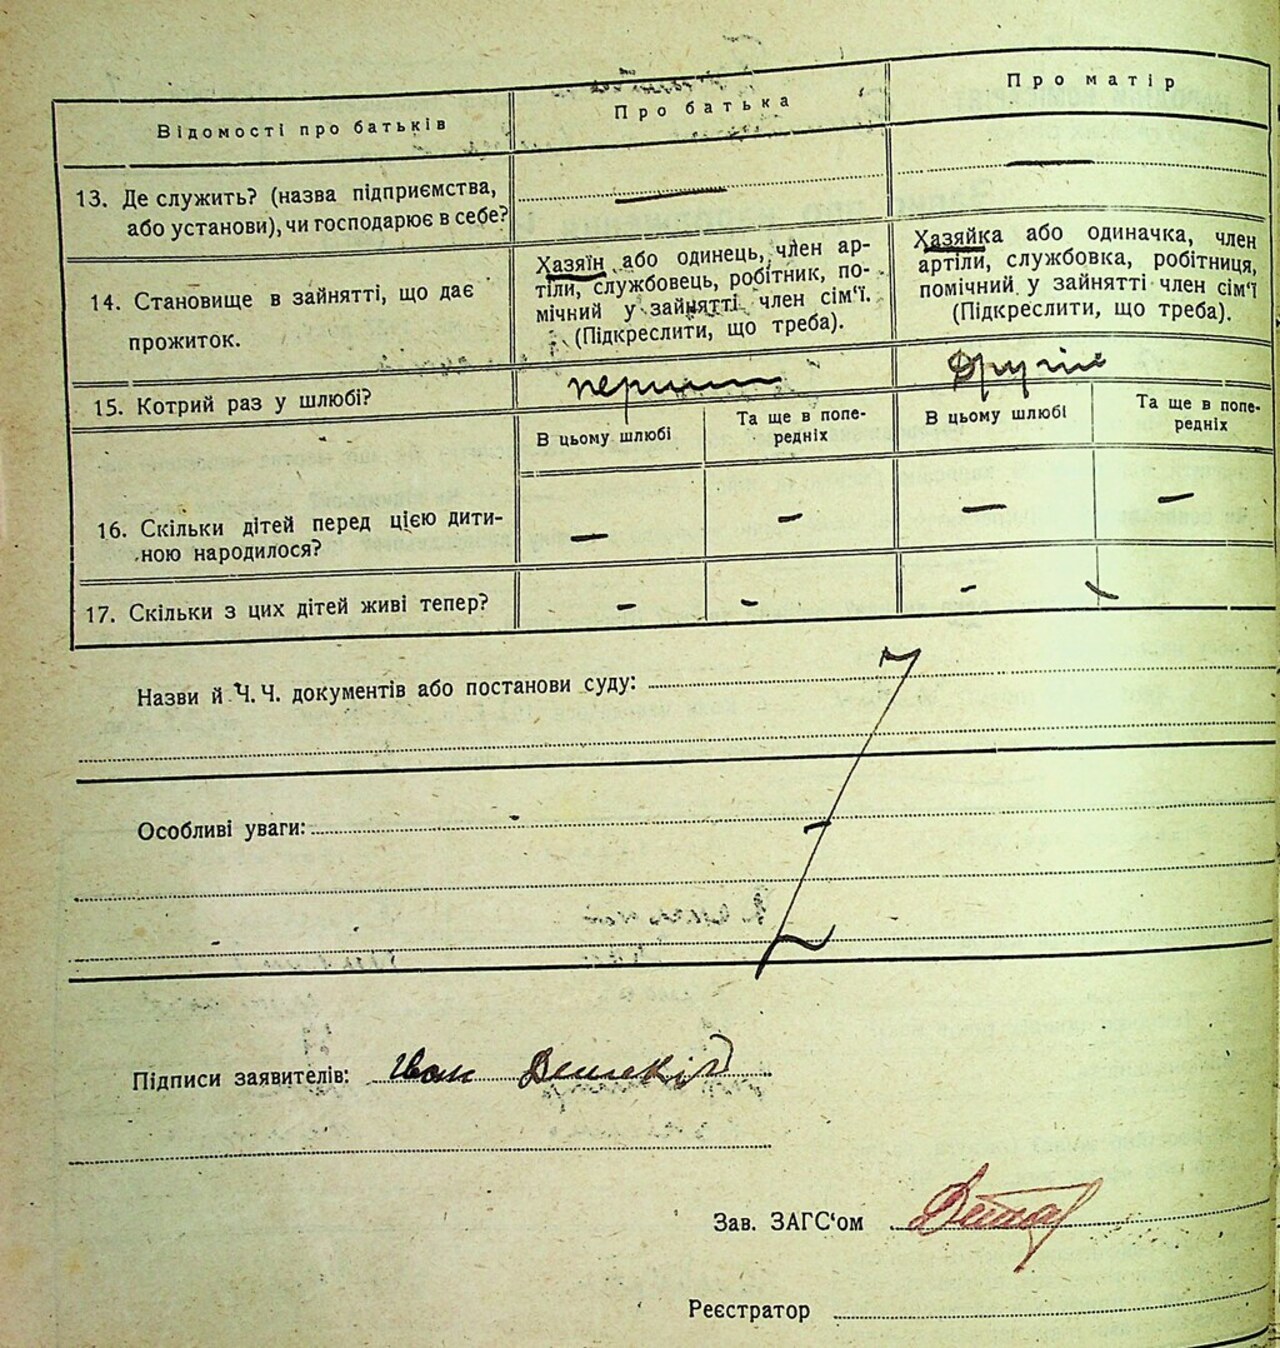 Відомості про батьків
Про батька
Про матір
13. Де служить? (назва підприємства,
або установи), чи господарює в себе?
—
—
14. Становище в зайнятті, що дає
прожиток.
Хазяїн або одинець, член ар-
тіли, службовець, робітник, по-
мічний у зайнятті член сім'ї.
(Підкреслити, що треба).
Хазяйка або одиначка, член
артіли, службовка, робітниця,
помічний у зайнятті член сім'ї
(Підкреслити, що треба).
15. Котрий раз у шлюбі?
перший
другий
В цьому шлюбі
Та ще в попе-
редніх
В цьому шлюбі
Та ще в попе-
редніх
16. Скільки дітей перед цією дити-
ною народилося?
— — — —
17. Скільки з цих дітей живі тепер?
- - - -
Назви й Ч. Ч. документів або постанови суду:
Особливі уваги:
Підписи заявителів: Іван
Зав. ЗАГС'ом
Реєстратор